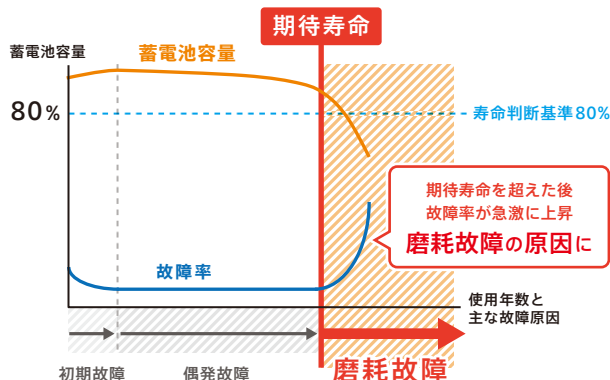 期待寿命
蓄電池容量
蓄電池容量
80%
寿命判断基準80%
期待寿命を超えた後
故障率が急激に上昇
磨耗故障の原因に
故障率
使用年数と
主な故障原因
初期故障
偶発故障
磨耗故障